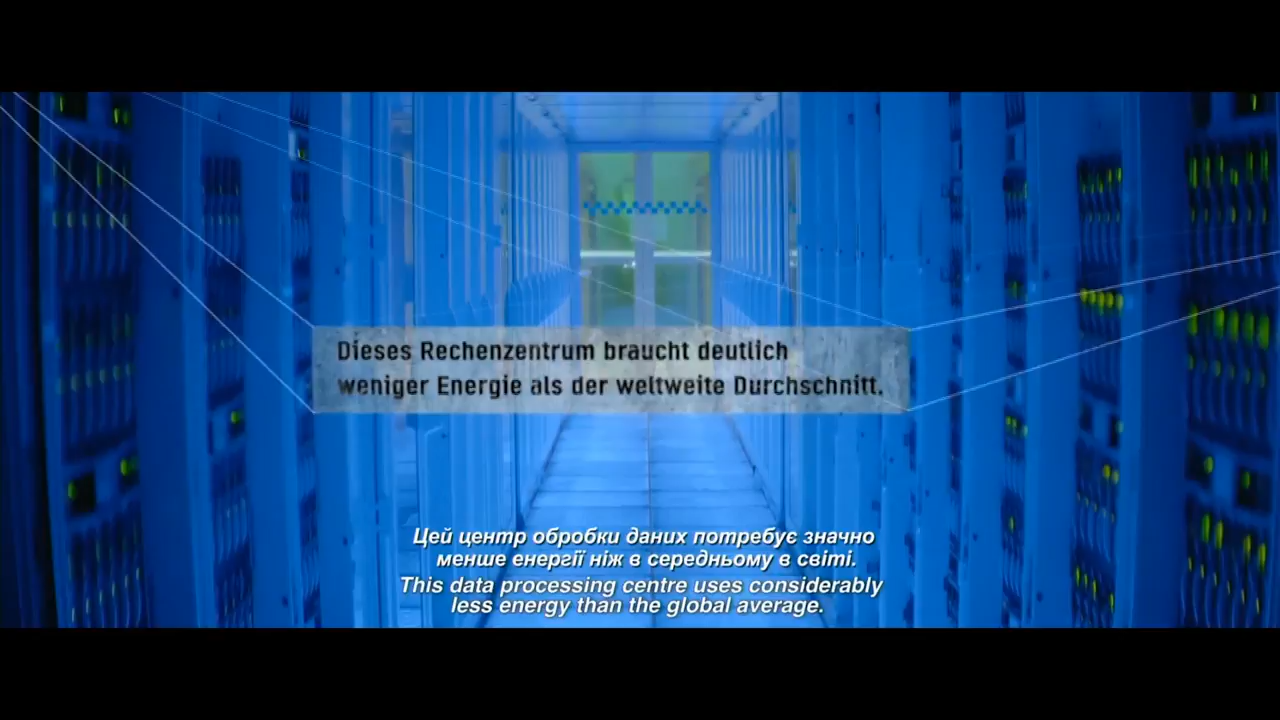 Dieses Rechenzentrum braucht deutlich
weniger Energie als der weltweite Durchschnitt.
Цей центр обробки даних потребує значно
менше енергії ніж в середньому в світі.
This data processing centre uses considerably
less energy than the global average.